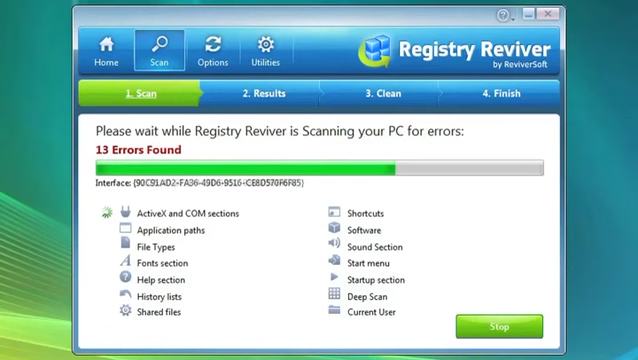 Registry Reviver
by ReviverSoft
Home
Scan
Options
Utilities
1. Scan
2. Results
3. Clean
4. Finish
Please wait while Registry Reviver is Scanning your PC for errors:
13 Errors Found
Interface: {90C91AD2-FA36-49D6-9516-CE8D570F6F85}
ActiveX and COM sections
Application paths
File Types
Fonts section
Help section
History lists
Shared files
Shortcuts
Software
Sound Section
Start menu
Startup section
Deep Scan
Current User
Stop